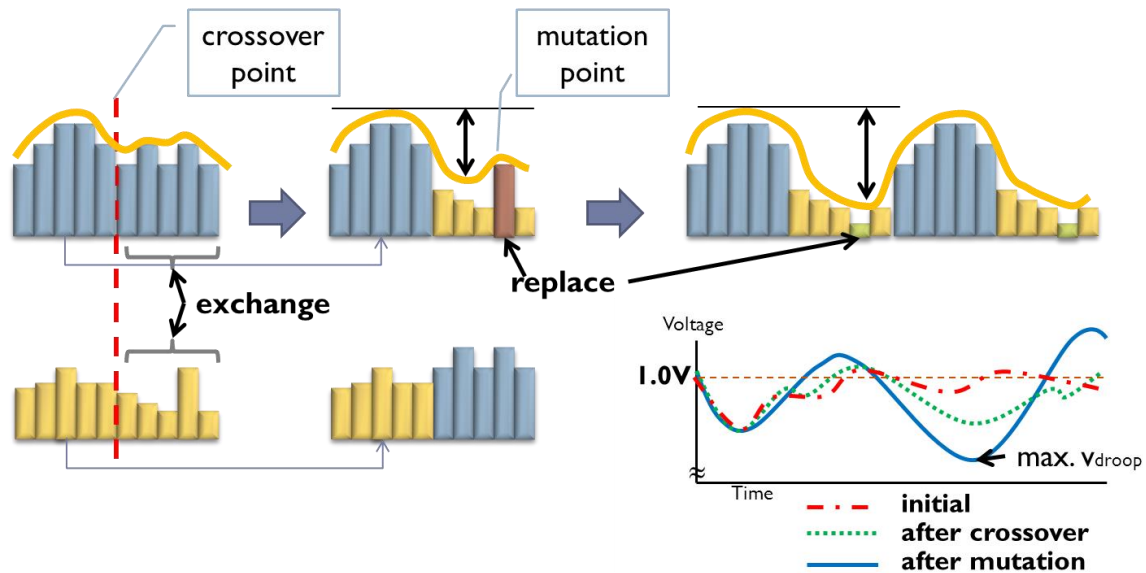 crossover
point
mutation
point
exchange
replace
Voltage
1.0V
≈
max. vdroop
Time
initial
after crossover
after mutation